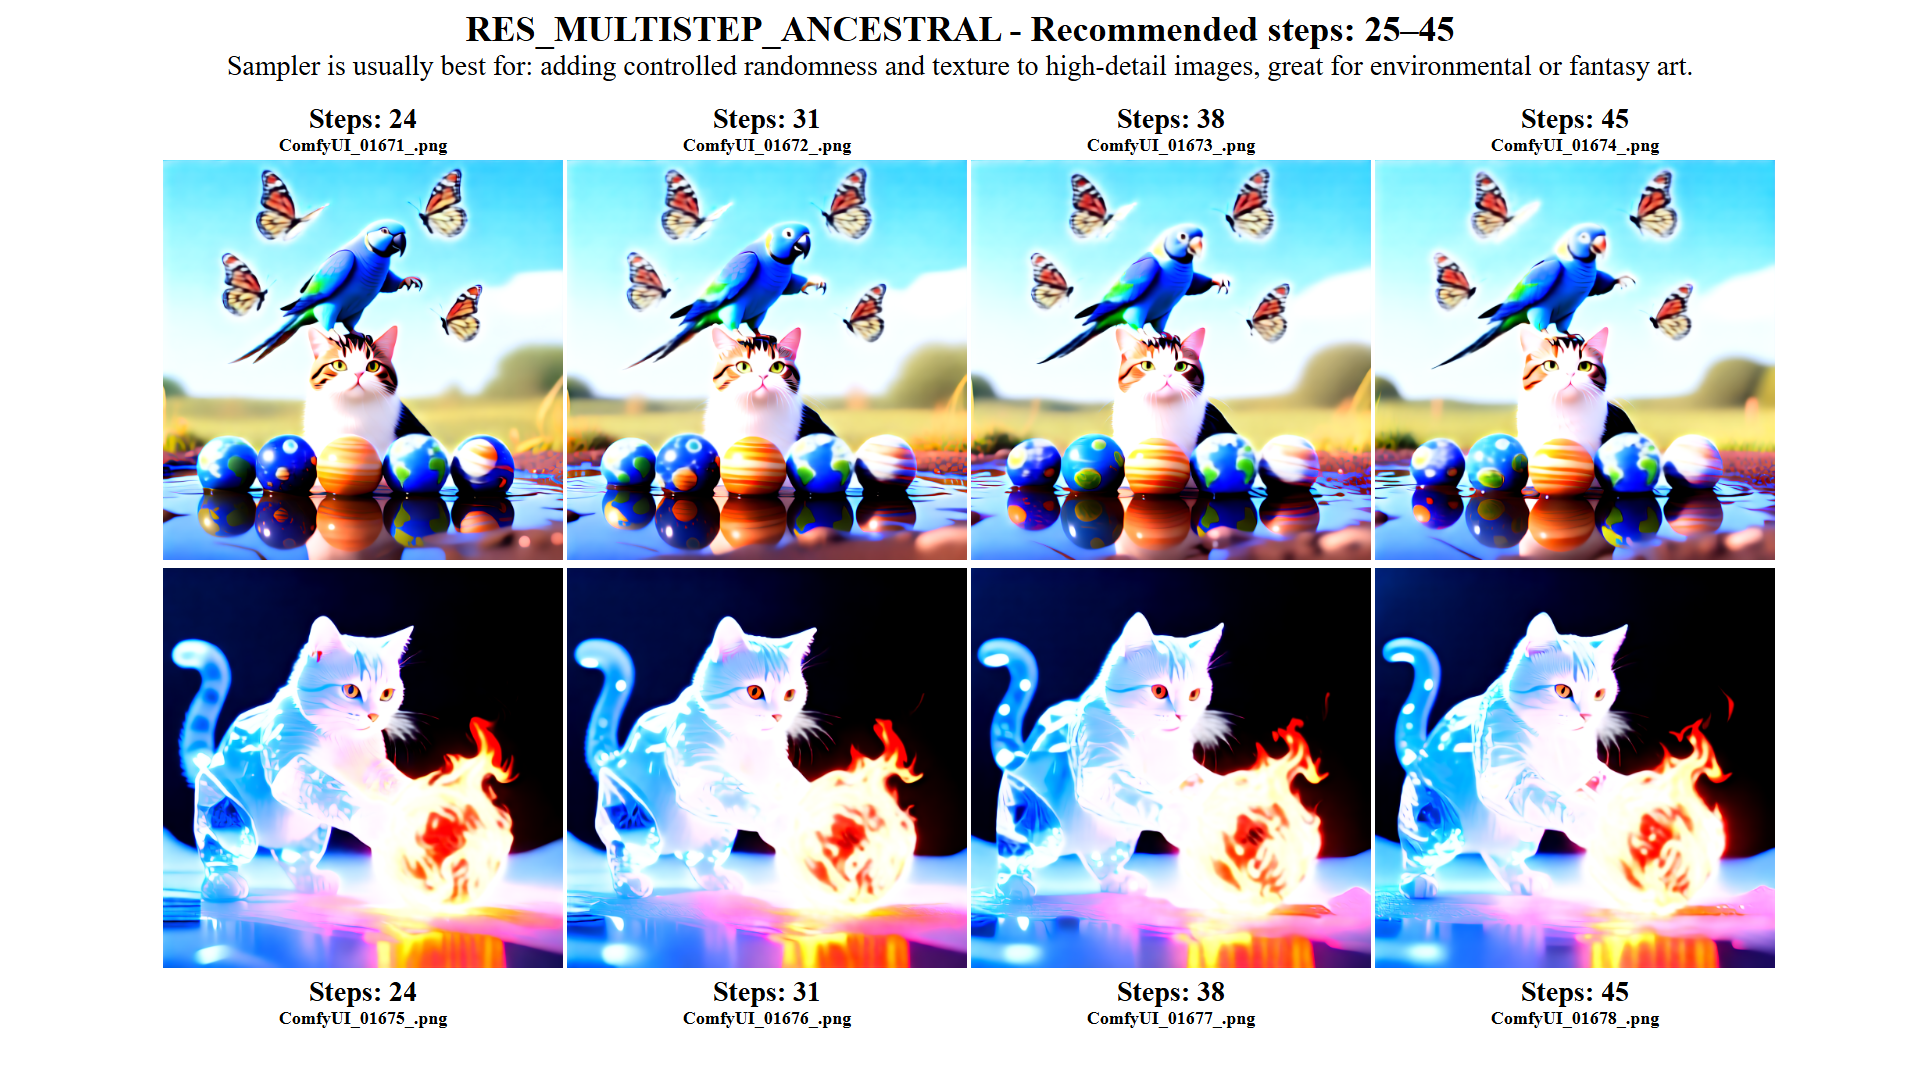 RES_MULTISTEP_ANCESTRAL - Recommended steps: 25–45
Sampler is usually best for: adding controlled randomness and texture to high-detail images, great for environmental or fantasy art.
Steps: 24
ComfyUI_01671_.png
Steps: 31
ComfyUI_01672_.png
Steps: 38
ComfyUI_01673_.png
Steps: 45
ComfyUI_01674_.png
Steps: 24
ComfyUI_01675_.png
Steps: 31
ComfyUI_01676_.png
Steps: 38
ComfyUI_01677_.png
Steps: 45
ComfyUI_01678_.png